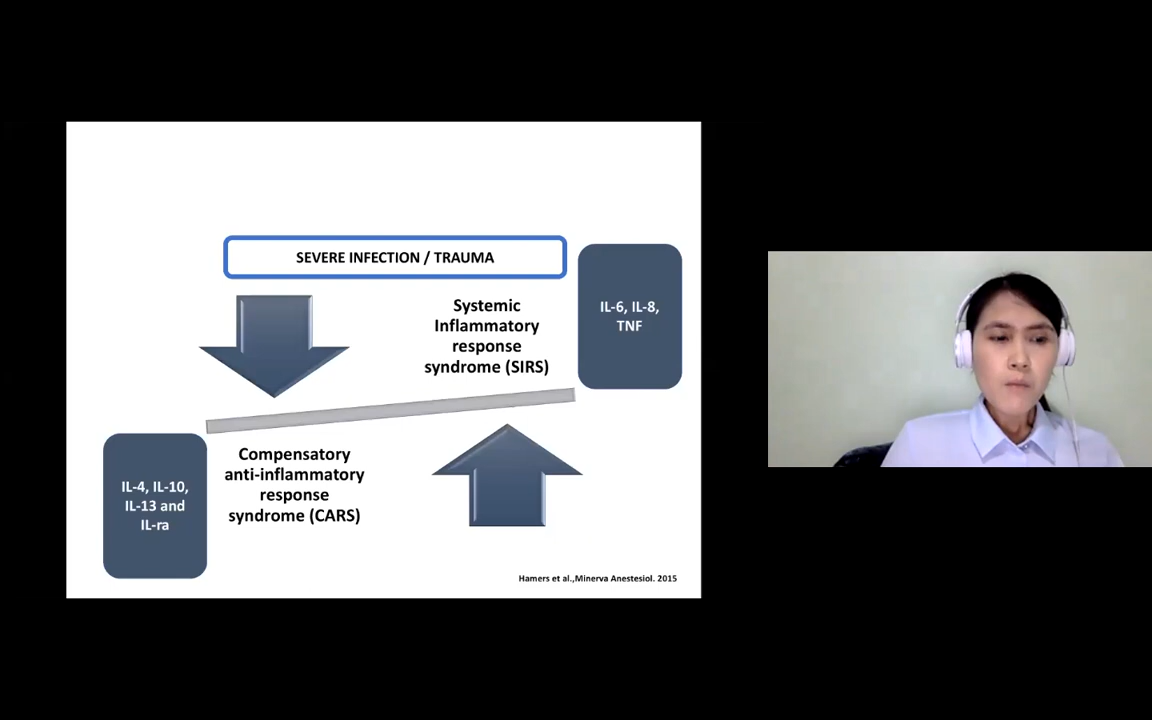 SEVERE INFECTION / TRAUMA
Systemic
Inflammatory
response
syndrome (SIRS)
IL-6, IL-8,
TNF
Compensatory
anti-inflammatory
response
syndrome (CARS)
IL-4, IL-10,
IL-13 and
IL-ra
Hamers et al.,Minerva Anestesiol. 2015